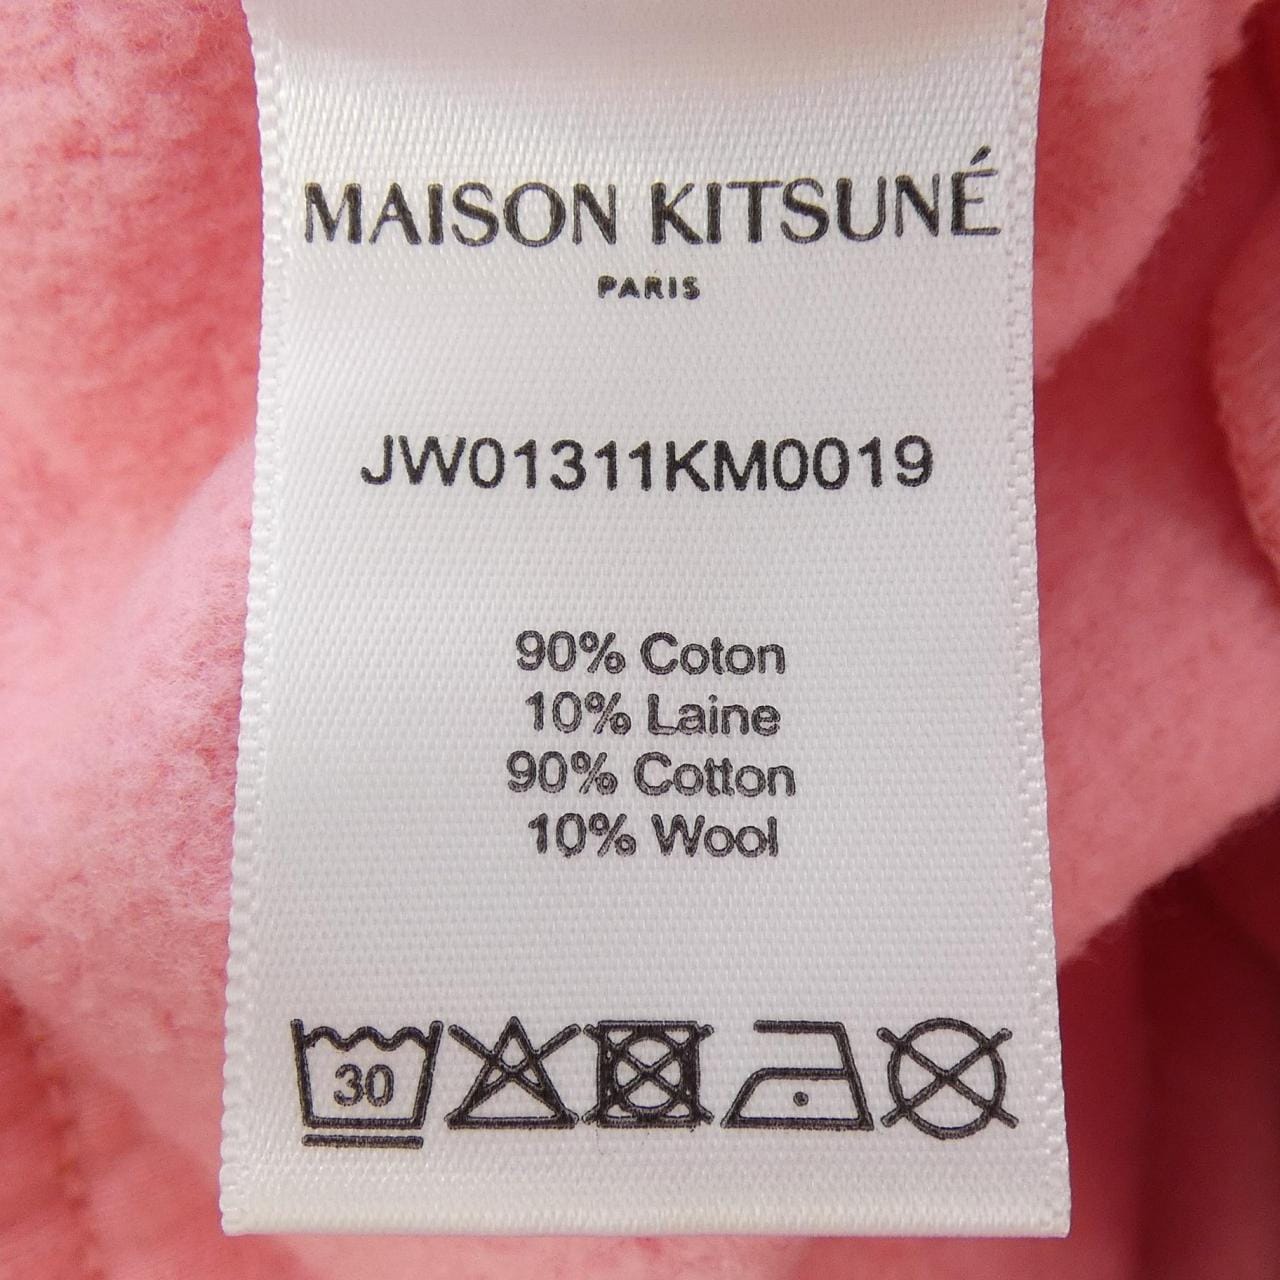 MAISON KITSUNÉ
PARIS
JW01311KM0019
90% Coton
10% Laine
90% Cotton
10% Wool
30